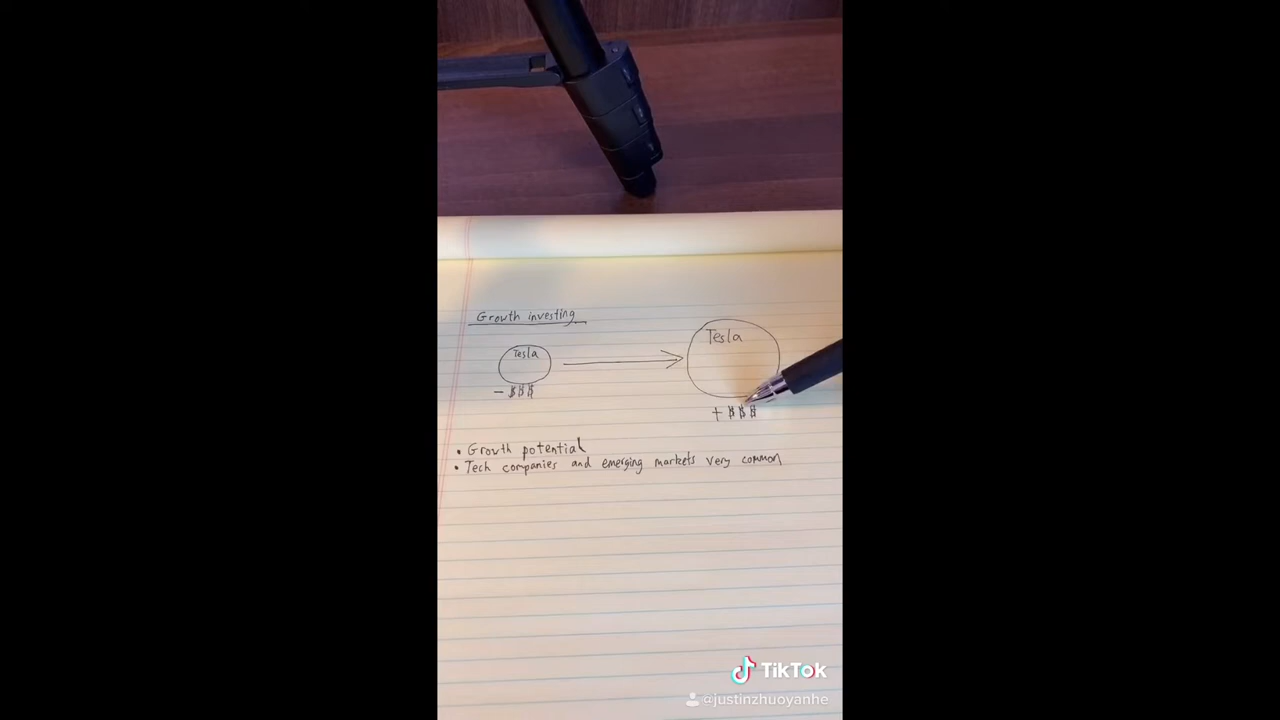 Growth investing
Tesla
Tesla
- $$$
+ $$$
• Growth potential
• Tech companies and emerging markets very common
TikTok
@justinzhuoyanhe